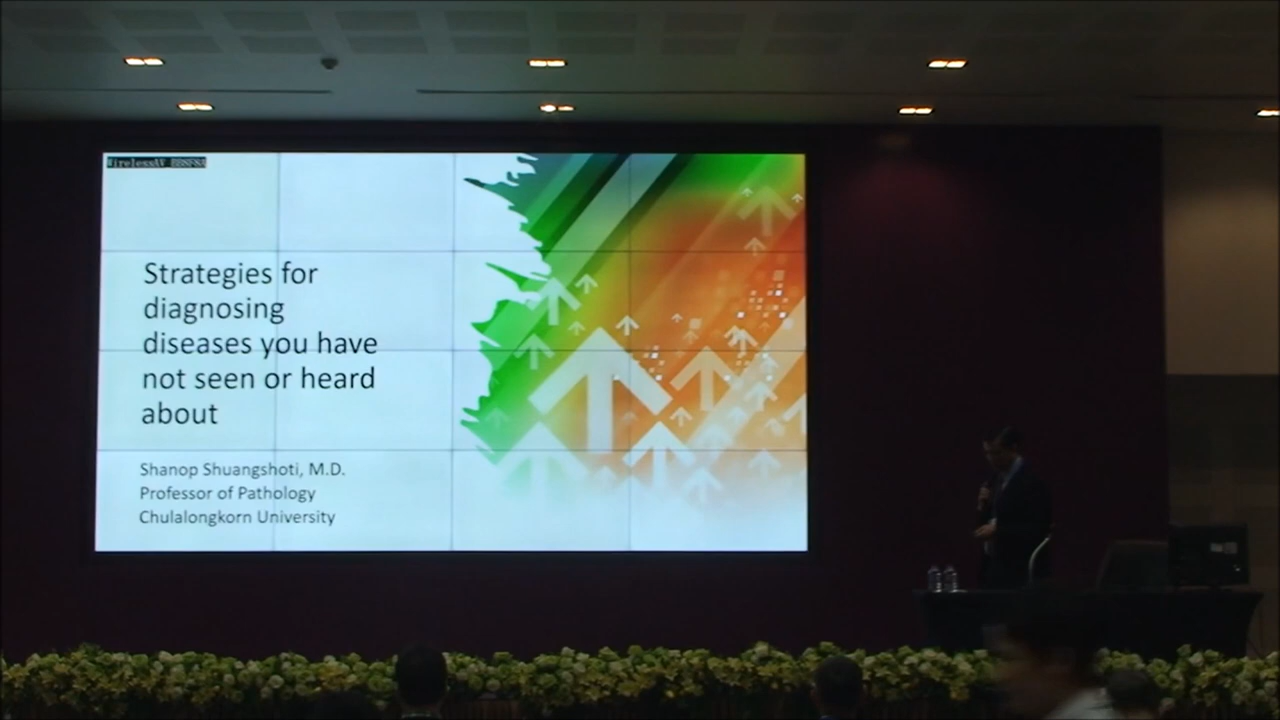 Strategies for
diagnosing
diseases you have
not seen or heard
about
Shanop Shuangshoti, M.D.
Professor of Pathology
Chulalongkorn University